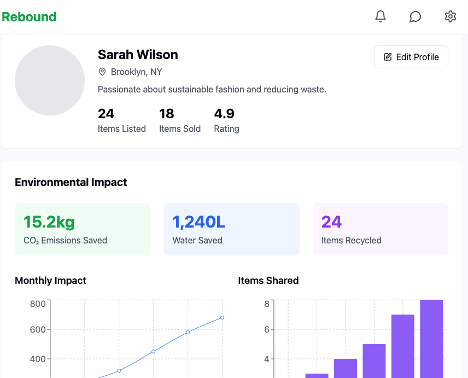 Rebound
Sarah Wilson
Edit Profile
Brooklyn, NY
Passionate about sustainable fashion and reducing waste.
24 18 4.9
Items Listed Items Sold Rating
Environmental Impact
15.2kg 1,240L 24
CO₂ Emissions Saved Water Saved Items Recycled
Monthly Impact Items Shared
800 8
600 6
400 4